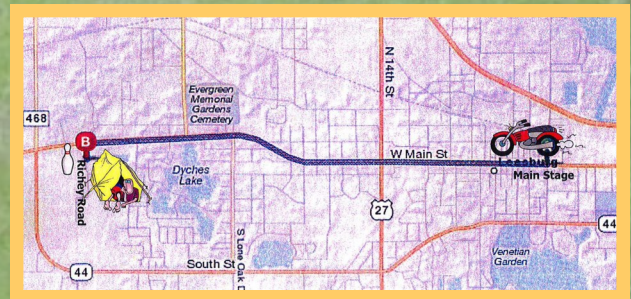 N 14th St
Evergreen
Memorial
Gardens
Cemetery
468
B
W Main St
Leesburg
Main Stage
Richey Road
Dyches
Lake
27
44
S Lone Oak D
South St
44
Venetian
Garden